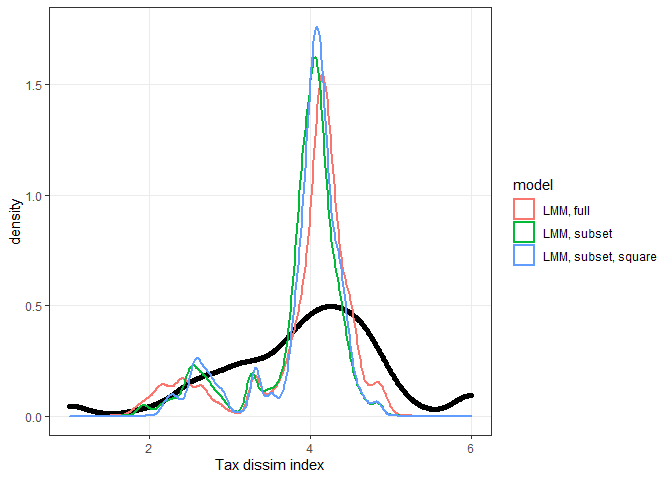 1.5
1.0
0.5
0.0
density
2
4
6
Tax dissim index
model
LMM, full
LMM, subset
LMM, subset, square